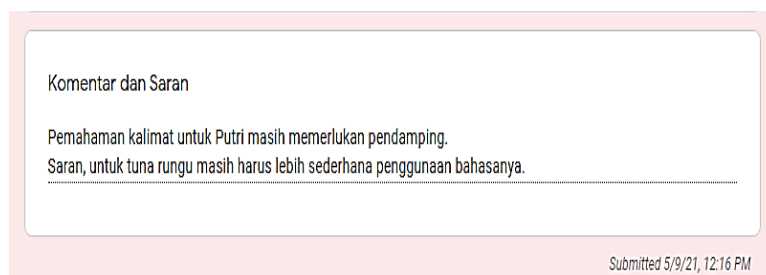 Komentar dan Saran
Pemahaman kalimat untuk Putri masih memerlukan pendamping.
Saran, untuk tuna rungu masih harus lebih sederhana penggunaan bahasanya.
Submitted 5/9/21, 12:16 PM